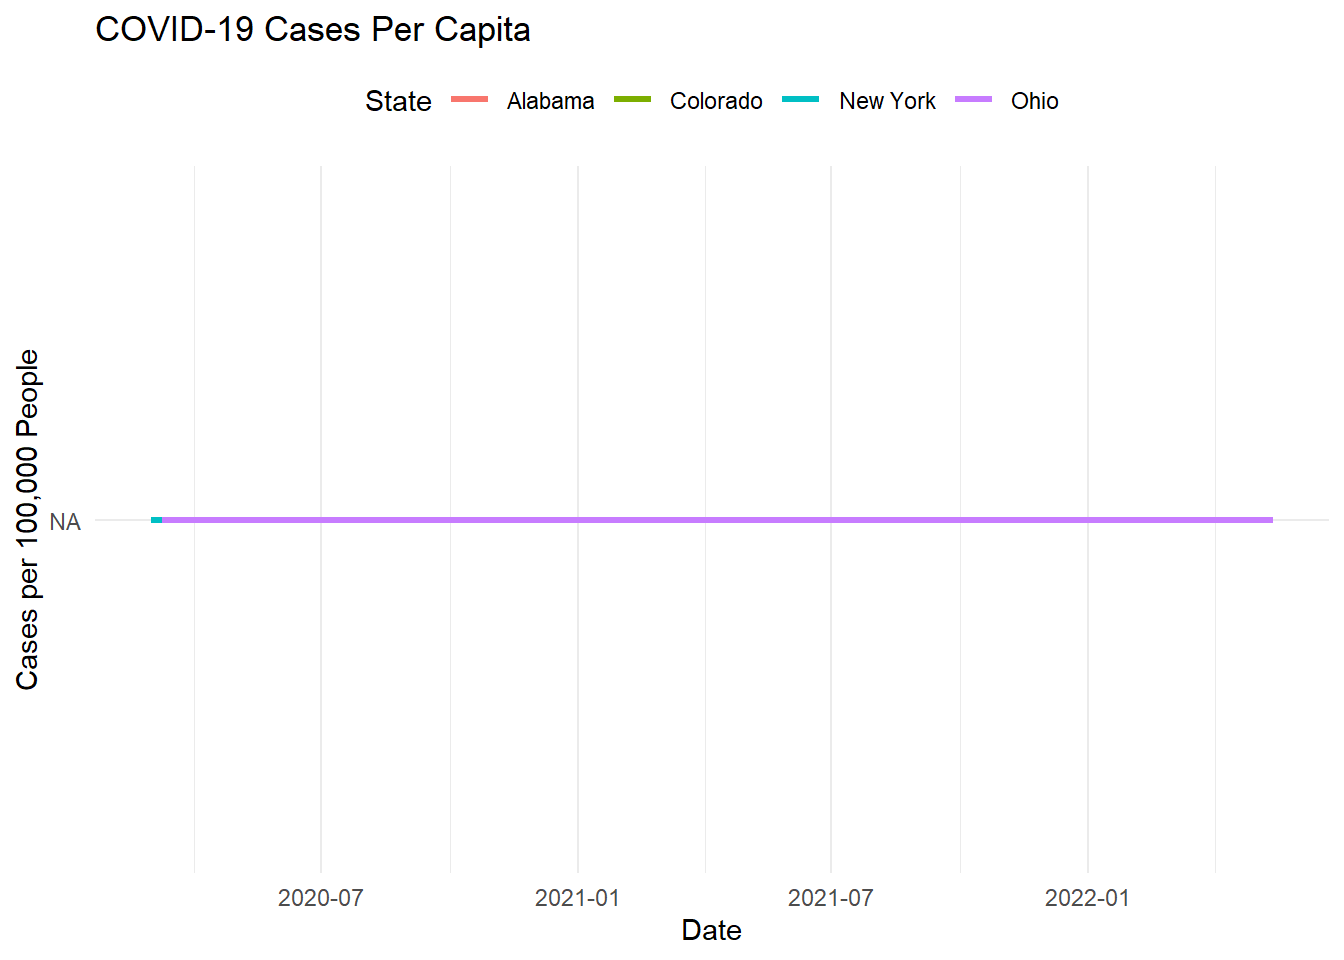 COVID-19 Cases Per Capita
State Alabama Colorado New York Ohio
Cases per 100,000 People
NA
2020-07 2021-01 2021-07 2022-01
Date